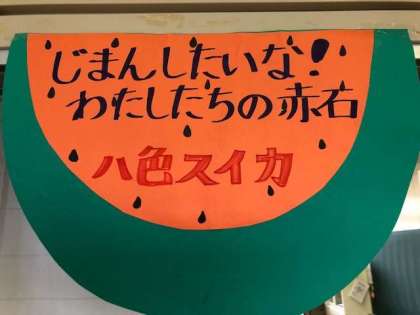 じまんしたいな!
わたしたちの赤石
八色スイカ